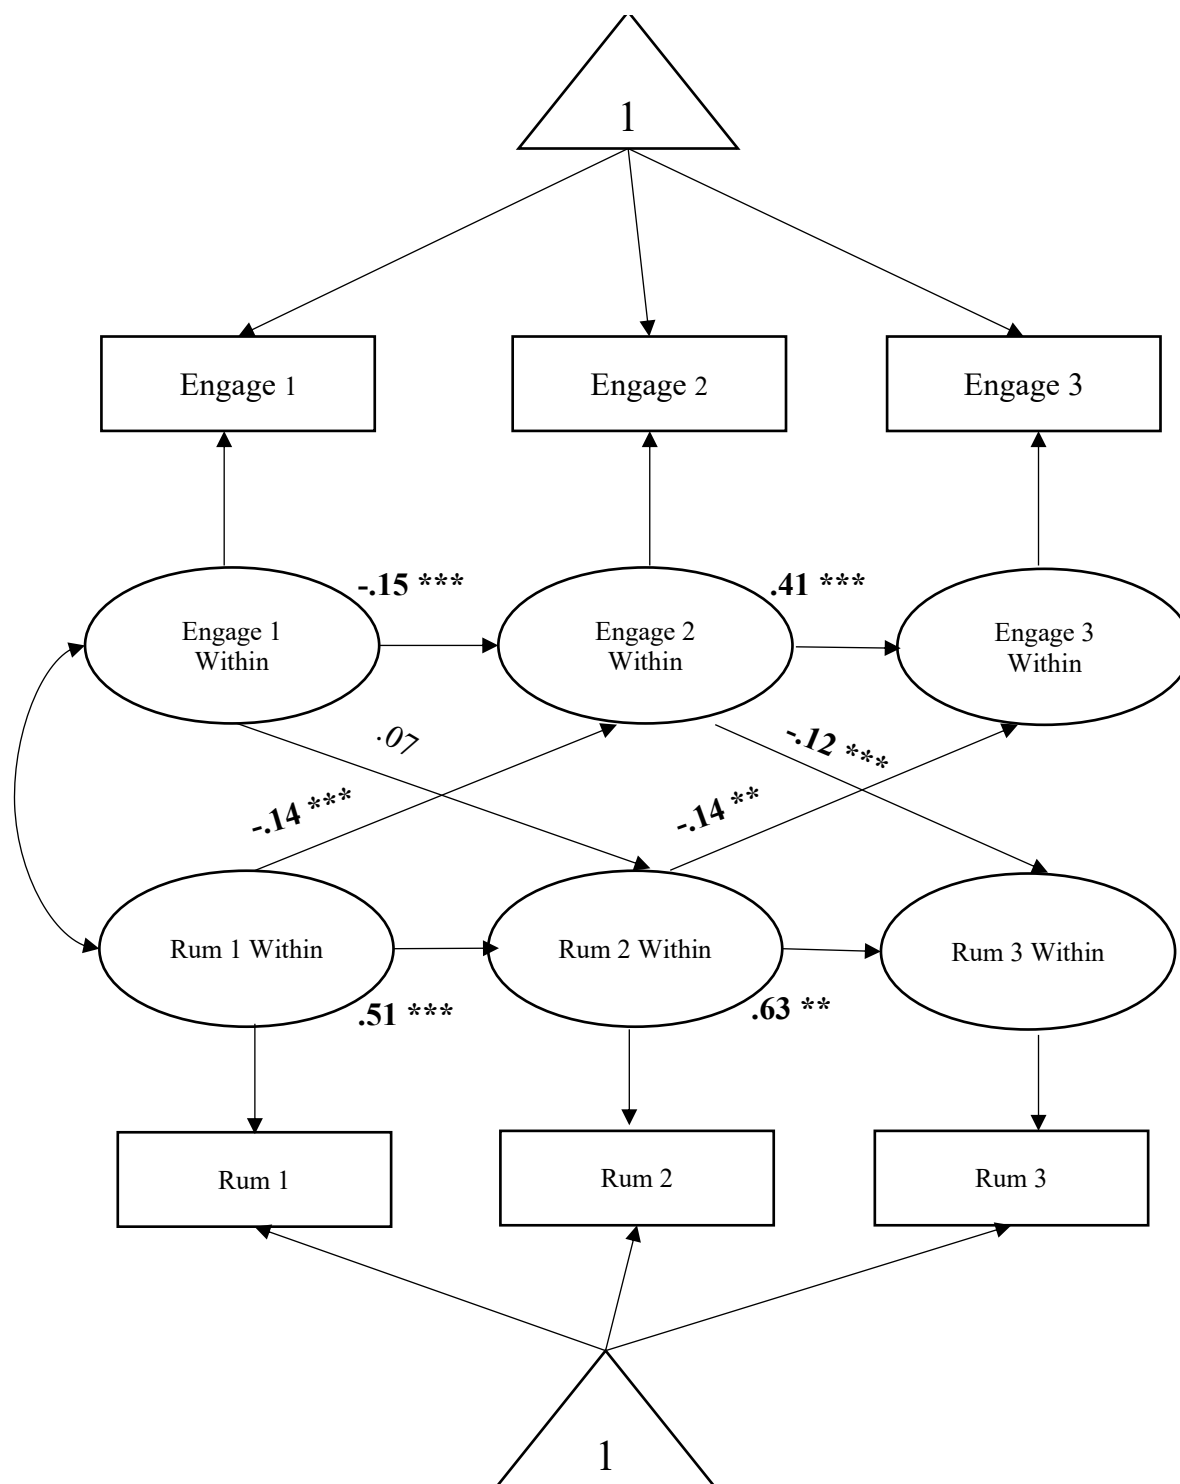 1
Engage 1
Engage 2
Engage 3
-.15 ***
.41 ***
Engage 1
Within
Engage 2
Within
Engage 3
Within
.07
-.12 ***
-.14 ***
-.14 **
Rum 1 Within
Rum 2 Within
Rum 3 Within
.51 ***
.63 **
Rum 1
Rum 2
Rum 3
1